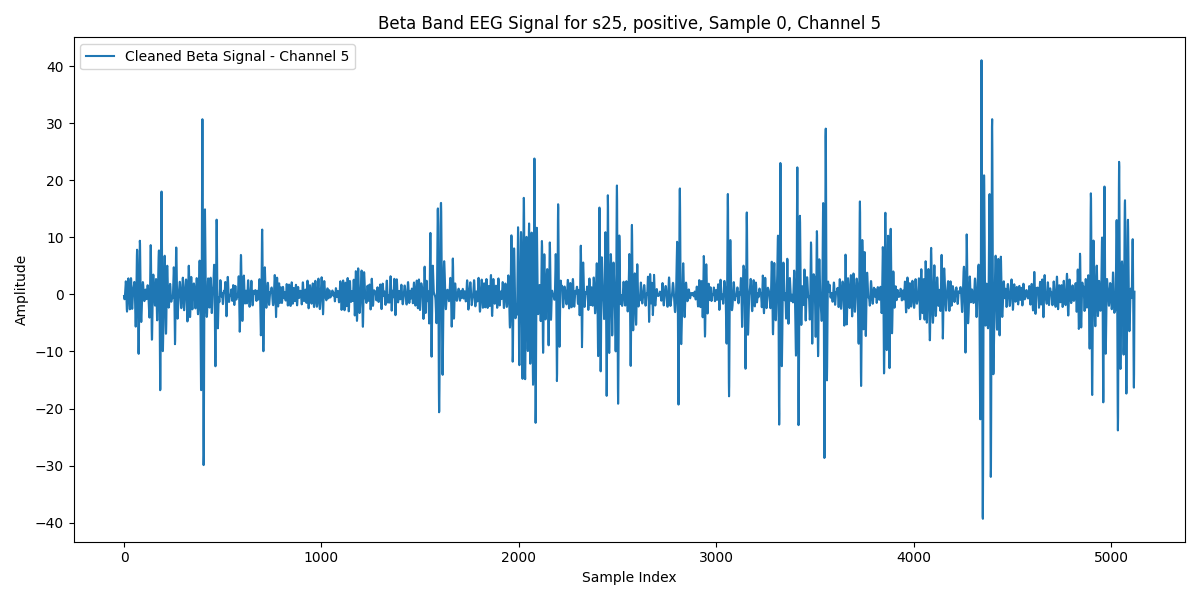 Beta Band EEG Signal for s25, positive, Sample 0, Channel 5
Cleaned Beta Signal - Channel 5
Amplitude
40
30
20
10
0
−10
−20
−30
−40
0 1000 2000 3000 4000 5000
Sample Index